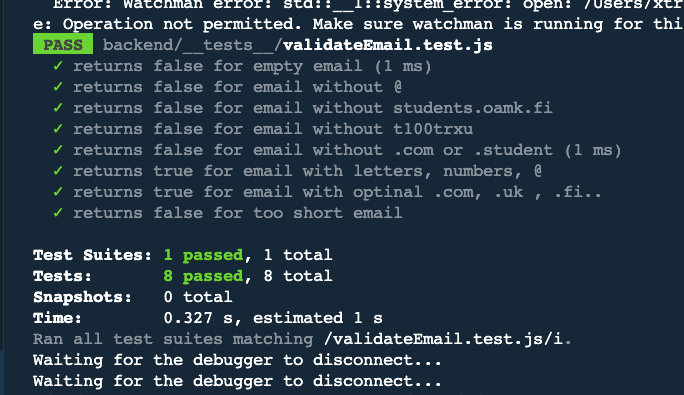 Error: Watchman error: std::__1::system_error: open: /Users/xtr
e: Operation not permitted. Make sure watchman is running for thi
PASS backend/__tests__/validateEmail.test.js
✓ returns false for empty email (1 ms)
✓ returns false for email without @
✓ returns false for email without students.oamk.fi
✓ returns false for email without t100trxu
✓ returns false for email without .com or .student (1 ms)
✓ returns true for email with letters, numbers, @
✓ returns true for email with optinal .com, .uk , .fi..
✓ returns false for too short email
Test Suites: 1 passed, 1 total
Tests: 8 passed, 8 total
Snapshots: 0 total
Time: 0.327 s, estimated 1 s
Ran all test suites matching /validateEmail.test.js/i.
Waiting for the debugger to disconnect...
Waiting for the debugger to disconnect...